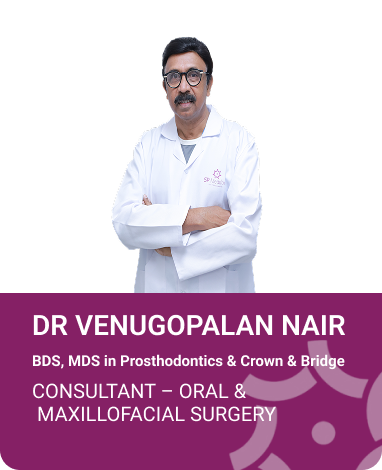 DR VENUGOPALAN NAIR
BDS, MDS in Prosthodontics & Crown & Bridge
CONSULTANT – ORAL &
MAXILLOFACIAL SURGERY